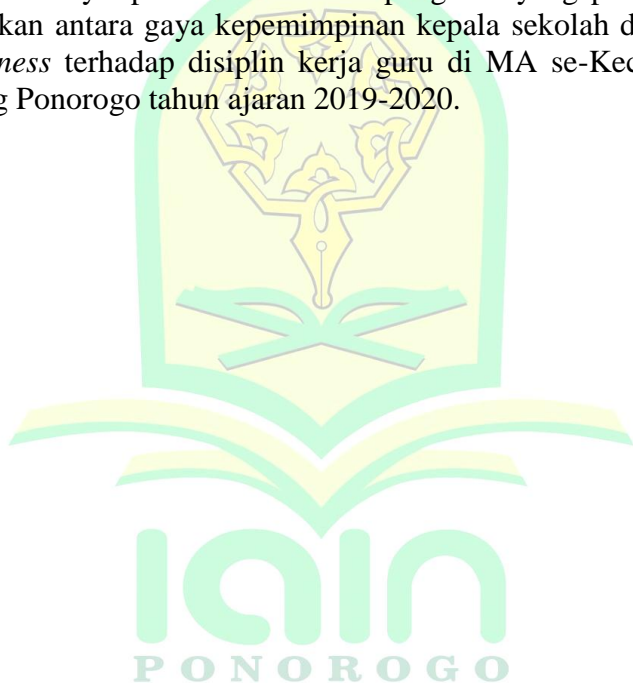 kan antara gaya kepemimpinan kepala sekolah d
ness terhadap disiplin kerja guru di MA se-Kec
g Ponorogo tahun ajaran 2019-2020.
iain
PONOROGO